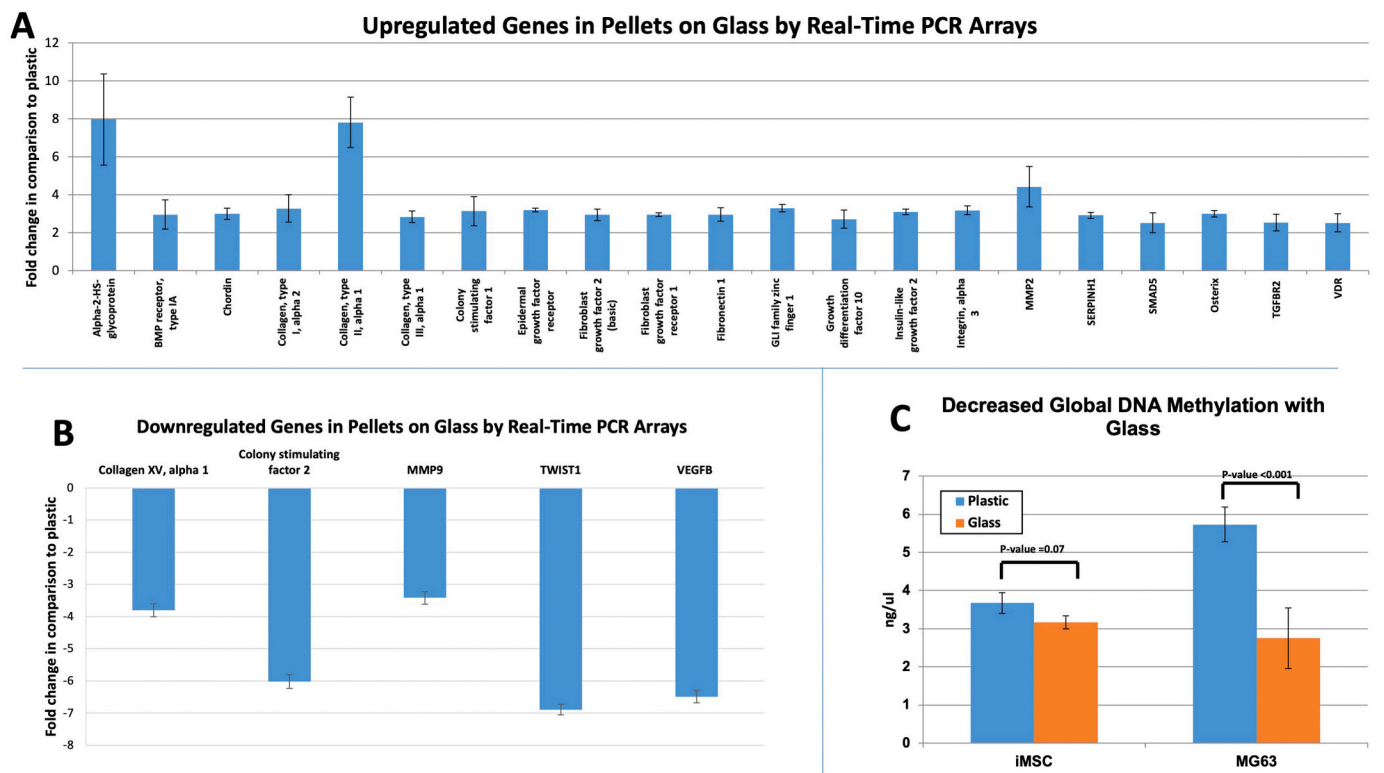 A
Upregulated Genes in Pellets on Glass by Real-Time PCR Arrays
Fold change in comparison to plastic
12
10
8
6
4
2
0
Alpha-2-HS-
glycoprotein
BMP receptor,
type IA
Chordin
Collagen, type
I, alpha 2
Collagen, type
II, alpha 1
Collagen, type
III, alpha 1
Colony
stimulating
factor 1
Epidermal
growth factor
receptor
Fibroblast
growth factor 2
(basic)
Fibroblast
growth factor
receptor 1
Fibronectin 1
GLI family zinc
finger 1
Growth
differentiation
factor 10
Insulin-like
growth factor 2
Integrin, alpha
3
MMP2
SERPINH1
SMAD5
Osterix
TGFBR2
VDR
B
Downregulated Genes in Pellets on Glass by Real-Time PCR Arrays
Fold change in comparison to plastic
Collagen XV, alpha 1
Colony stimulating
factor 2
MMP9
TWIST1
VEGFB
0
-1
-2
-3
-4
-5
-6
-7
-8
C
Decreased Global DNA Methylation with
Glass
ng/ul
7
6
5
4
3
2
1
0
Plastic
Glass
P-value =0.07
P-value <0.001
iMSC
MG63